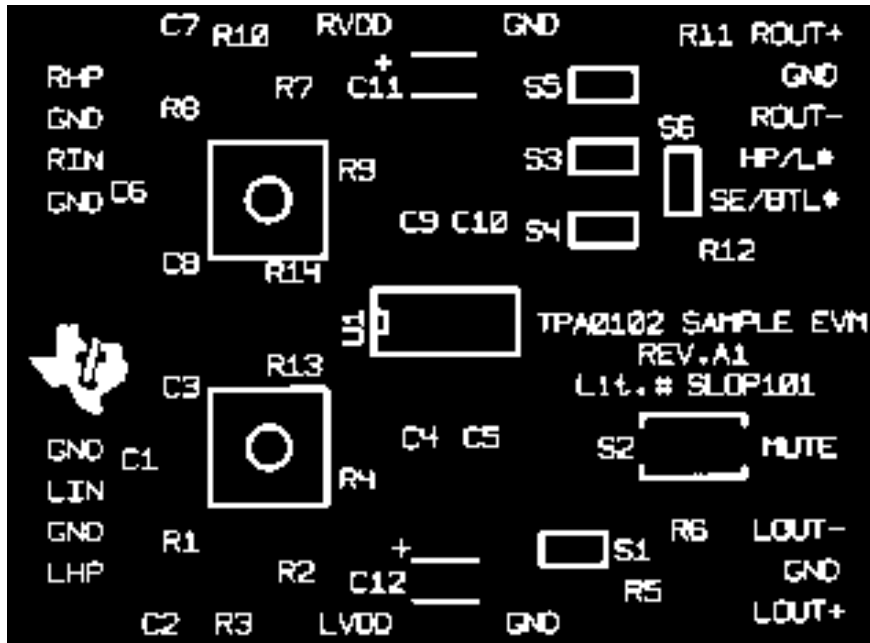 C7 R10 RVDD GND R11 ROUT+
RHP R7 C11 + S5 GND
GND R8 S6 ROUT-
RIN R9 S3 HP/L#
GND C6 C9 C10 S4 SE/BTL#
C8 R14 R12
U1 TPA0102 SAMPLE EVM
REV.A1
C3 R13 Lit.# SLOP101
GND C1 C4 C5 S2 MUTE
LIN R4
GND R1 + S1 R6 LOUT-
LHP R2 C12 R5 GND
C2 R3 LVDD GND LOUT+